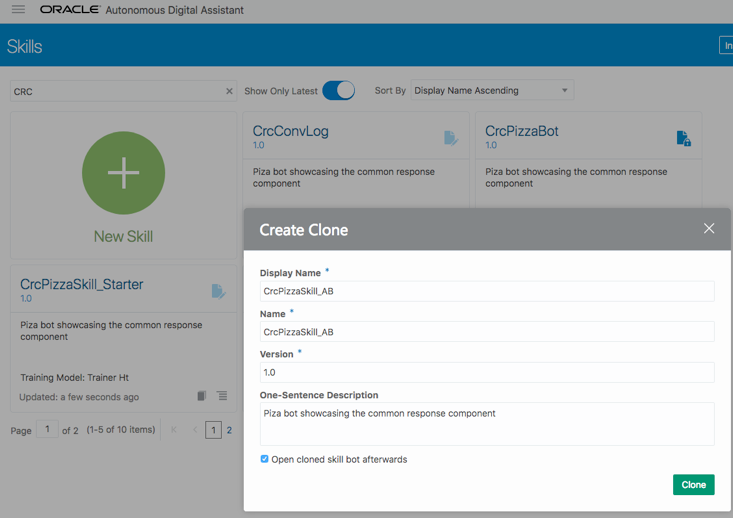 ORACLE® Autonomous Digital Assistant
Skills
In
CRC
Show Only Latest
Sort By
Display Name Ascending
New Skill
CrcConvLog
1.0
Piza bot showcasing the common response
component
CrcPizzaBot
1.0
Piza bot showcasing the common response
component
CrcPizzaSkill_Starter
1.0
Piza bot showcasing the common response
component
Training Model: Trainer Ht
Updated: a few seconds ago
Page 1 of 2 (1-5 of 10 items) 1 2
Create Clone
Display Name *
CrcPizzaSkill_AB
Name *
CrcPizzaSkill_AB
Version *
1.0
One-Sentence Description
Piza bot showcasing the common response component
Open cloned skill bot afterwards
Clone